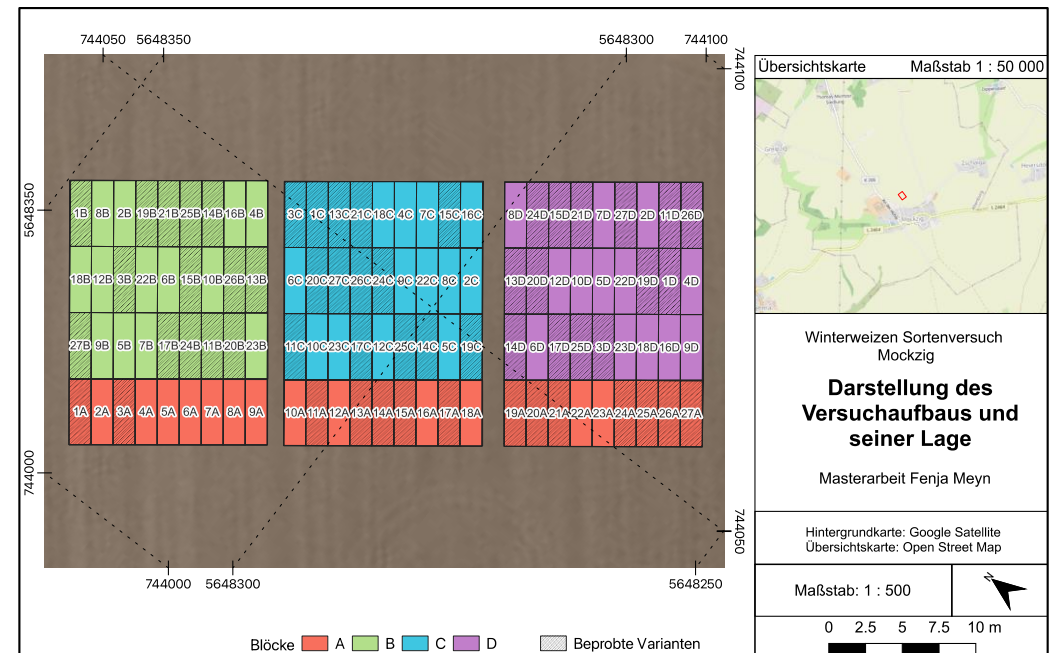 744050 5648350 5648300 744100
744100
5648350
1B 8B 2B 19B 21B 25B 14B 16B 4B
18B 12B 3B 22B 6B 15B 10B 26B 13B
27B 9B 5B 7B 17B 24B 11B 20B 23B
1A 2A 3A 4A 5A 6A 7A 8A 9A
3C 1C 13C 21C 18C 4C 7C 15C 16C
6C 20C 27C 26C 24C 9C 22C 8C 2C
11C 10C 23C 17C 12C 25C 14C 5C 19C
10A 11A 12A 13A 14A 15A 16A 17A 18A
8D 24D 15D 21D 7D 27D 2D 11D 26D
13D 20D 12D 10D 5D 22D 19D 1D 4D
14D 6D 17D 25D 3D 23D 18D 16D 9D
19A 20A 21A 22A 23A 24A 25A 26A 27A
744000
744050
744000 5648300 5648250
Blöcke A B C D Beprobte Varianten
Übersichtskarte Maßstab 1 : 50 000
Mockzig
Winterweizen Sortenversuch
Mockzig
Darstellung des
Versuchaufbaus und
seiner Lage
Masterarbeit Fenja Meyn
Hintergrundkarte: Google Satellite
Übersichtskarte: Open Street Map
Maßstab: 1 : 500
N
0 2.5 5 7.5 10 m